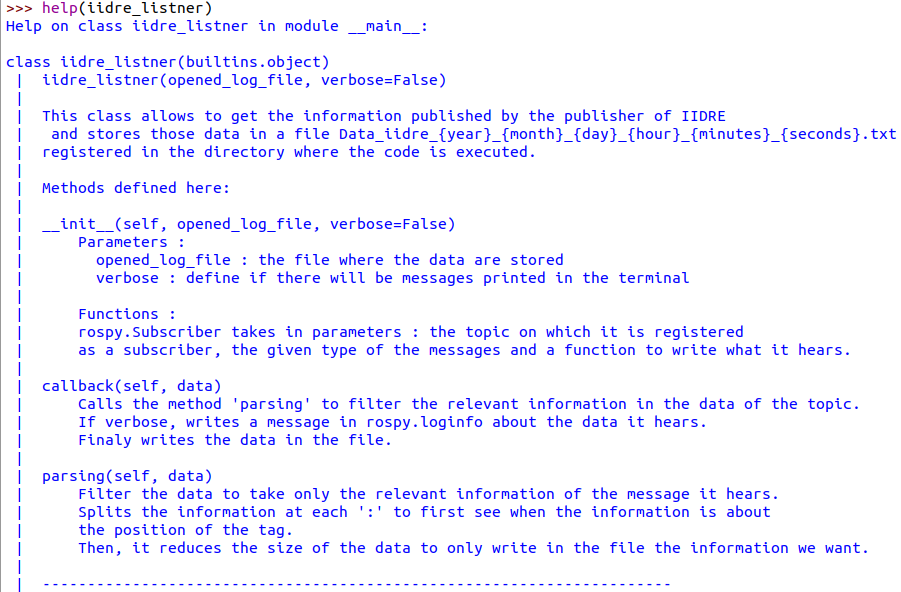 >>> help(iidre_listner)
Help on class iidre_listner in module __main__:
class iidre_listner(builtins.object)
 |  iidre_listner(opened_log_file, verbose=False)
 |
 |  This class allows to get the information published by the publisher of IIDRE
 |   and stores those data in a file Data_iidre_{year}_{month}_{day}_{hour}_{minutes}_{seconds}.txt
 |  registered in the directory where the code is executed.
 |
 |  Methods defined here:
 |
 |  __init__(self, opened_log_file, verbose=False)
 |      Parameters :
 |        opened_log_file : the file where the data are stored
 |        verbose : define if there will be messages printed in the terminal
 |
 |      Functions :
 |      rospy.Subscriber takes in parameters : the topic on which it is registered
 |      as a subscriber, the given type of the messages and a function to write what it hears.
 |
 |  callback(self, data)
 |      Calls the method 'parsing' to filter the relevant information in the data of the topic.
 |      If verbose, writes a message in rospy.loginfo about the data it hears.
 |      Finaly writes the data in the file.
 |
 |  parsing(self, data)
 |      Filter the data to take only the relevant information of the message it hears.
 |      Splits the information at each ':' to first see when the information is about
 |      the position of the tag.
 |      Then, it reduces the size of the data to only write in the file the information we want.
 |
 |  ----------------------------------------------------------------------